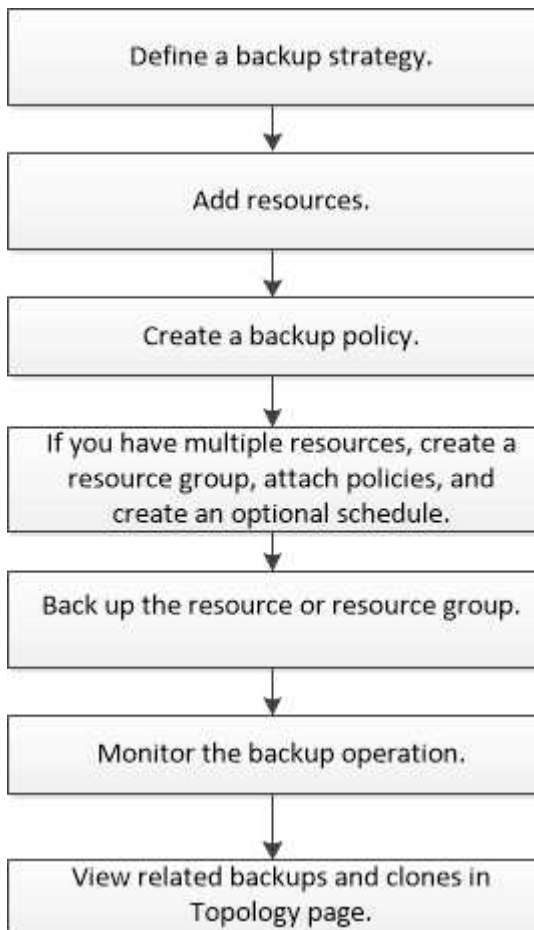 Define a backup strategy.
Add resources.
Create a backup policy.
If you have multiple resources, create a
resource group, attach policies, and
create an optional schedule.
Back up the resource or resource group.
Monitor the backup operation.
View related backups and clones in
Topology page.